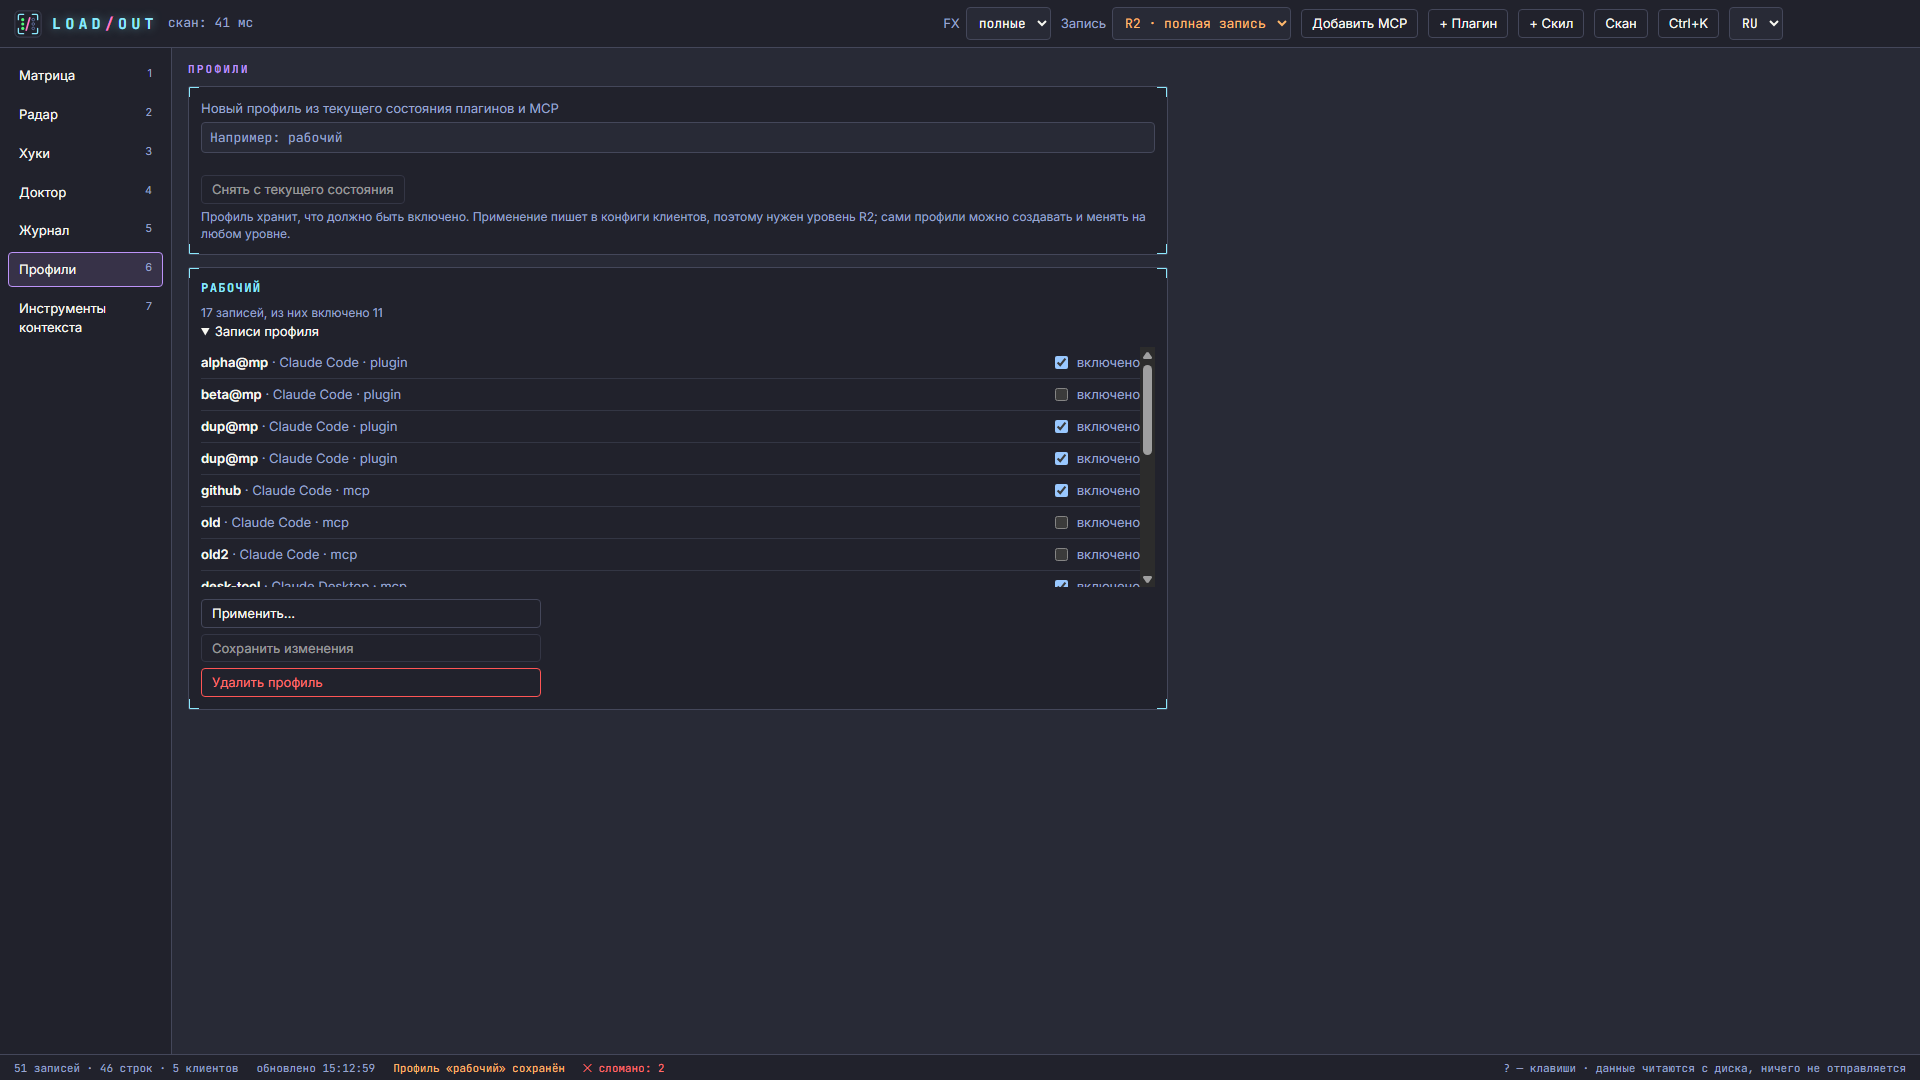 LOAD/OUT скан: 41 мс FX полные Запись R2 · полная запись Добавить MCP + Плагин + Скил Скан Ctrl+K RU
Матрица 1
Радар 2
Хуки 3
Доктор 4
Журнал 5
Профили 6
Инструменты контекста 7
ПРОФИЛИ
Новый профиль из текущего состояния плагинов и MCP
Например: рабочий
Снять с текущего состояния
Профиль хранит, что должно быть включено. Применение пишет в конфиги клиентов, поэтому нужен уровень R2; сами профили можно создавать и менять на
любом уровне.
РАБОЧИЙ
17 записей, из них включено 11
Записи профиля
alpha@mp · Claude Code · plugin включено
beta@mp · Claude Code · plugin включено
dup@mp · Claude Code · plugin включено
dup@mp · Claude Code · plugin включено
github · Claude Code · mcp включено
old · Claude Code · mcp включено
old2 · Claude Code · mcp включено
desk-tool · Claude Desktop · mcp включено
Применить...
Сохранить изменения
Удалить профиль
51 записей · 46 строк · 5 клиентов обновлено 15:12:59 Профиль «рабочий» сохранён ✕ сломано: 2 ? — клавиши · данные читаются с диска, ничего не отправляется